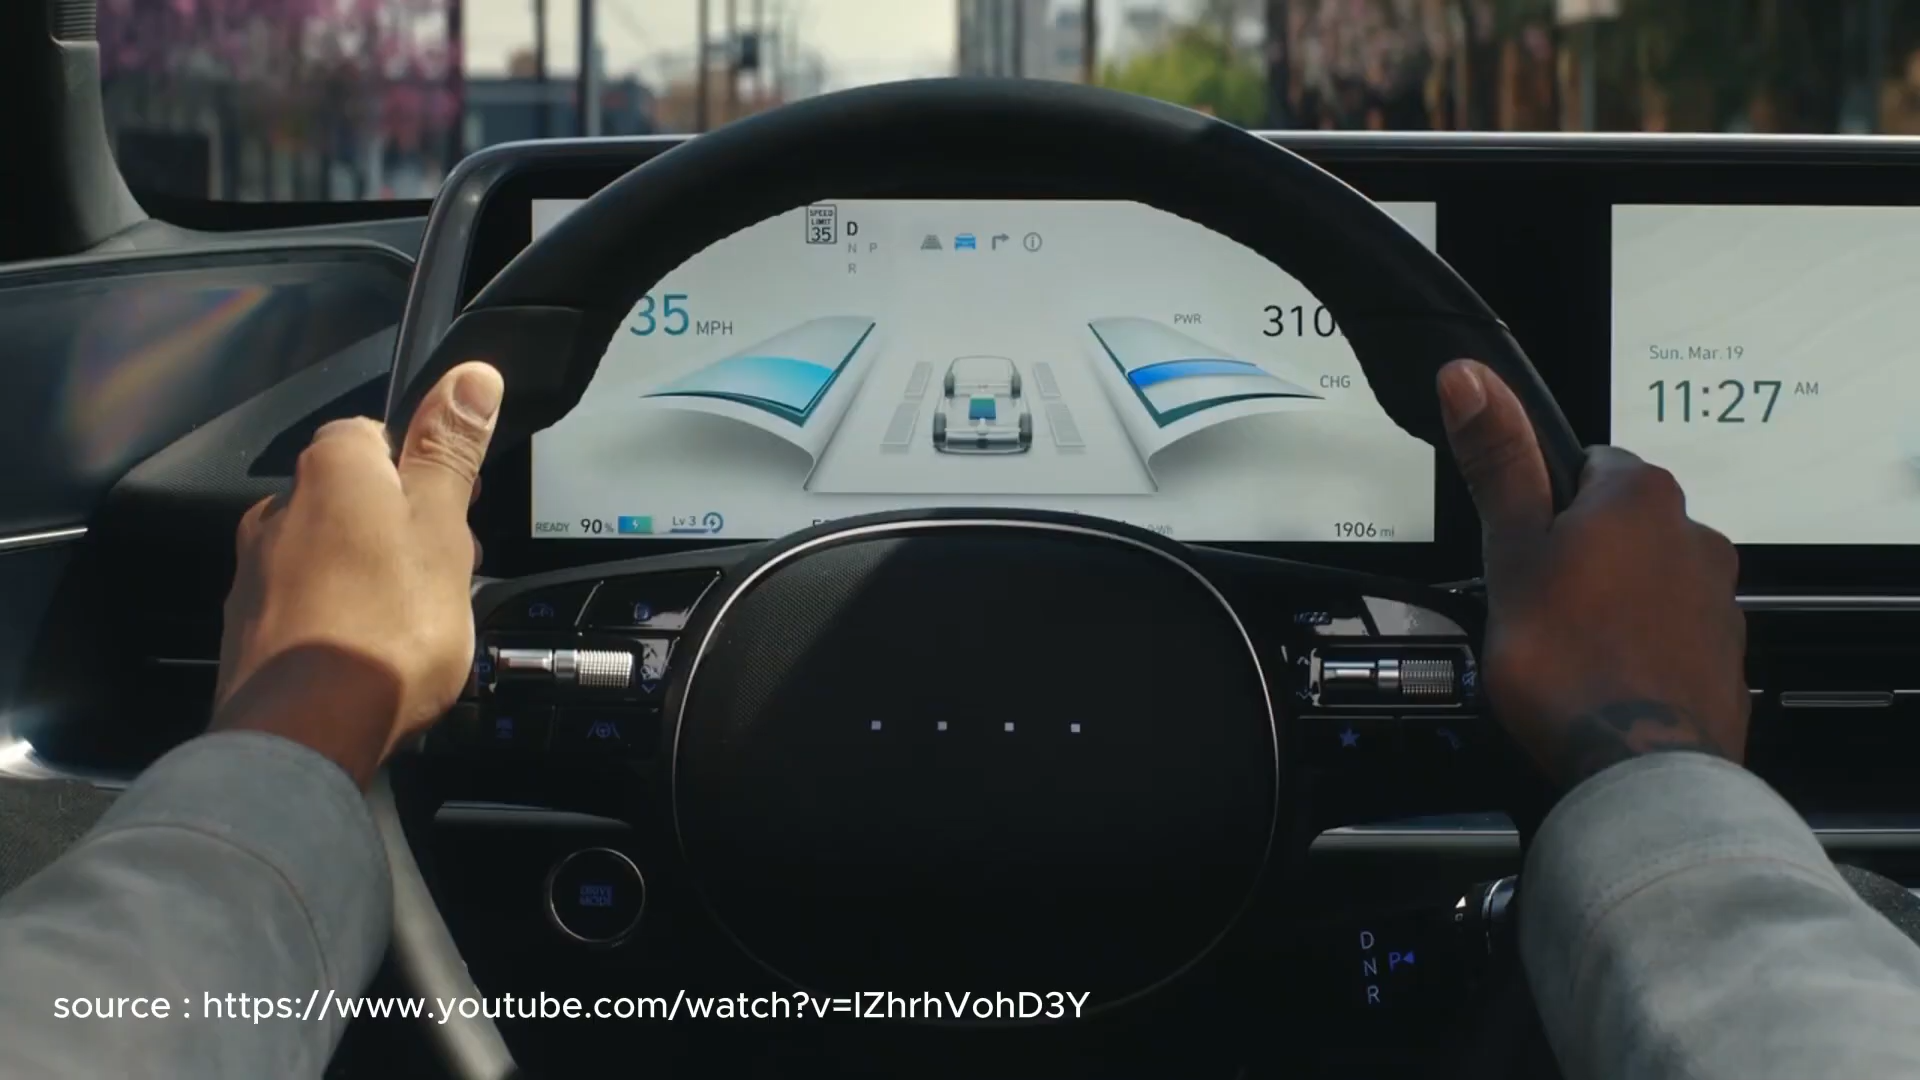 SPEED
LIMIT
35
D
N P
R
35 MPH
PWR
310
CHG
Sun. Mar. 19
11:27 AM
READY 90%
Lv 3
1906 mi
DRIVE
MODE
D
N P
R
source : https://www.youtube.com/watch?v=IZhrhVohD3Y